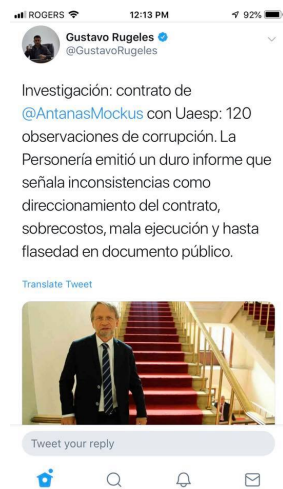 ROGERS 12:13 PM 92%
Gustavo Rugeles
@GustavoRugeles
Investigación: contrato de
@AntanasMockus con Uaesp: 120
observaciones de corrupción. La
Personería emitió un duro informe que
señala inconsistencias como
direccionamiento del contrato,
sobrecostos, mala ejecución y hasta
flasedad en documento público.
Translate Tweet
Tweet your reply